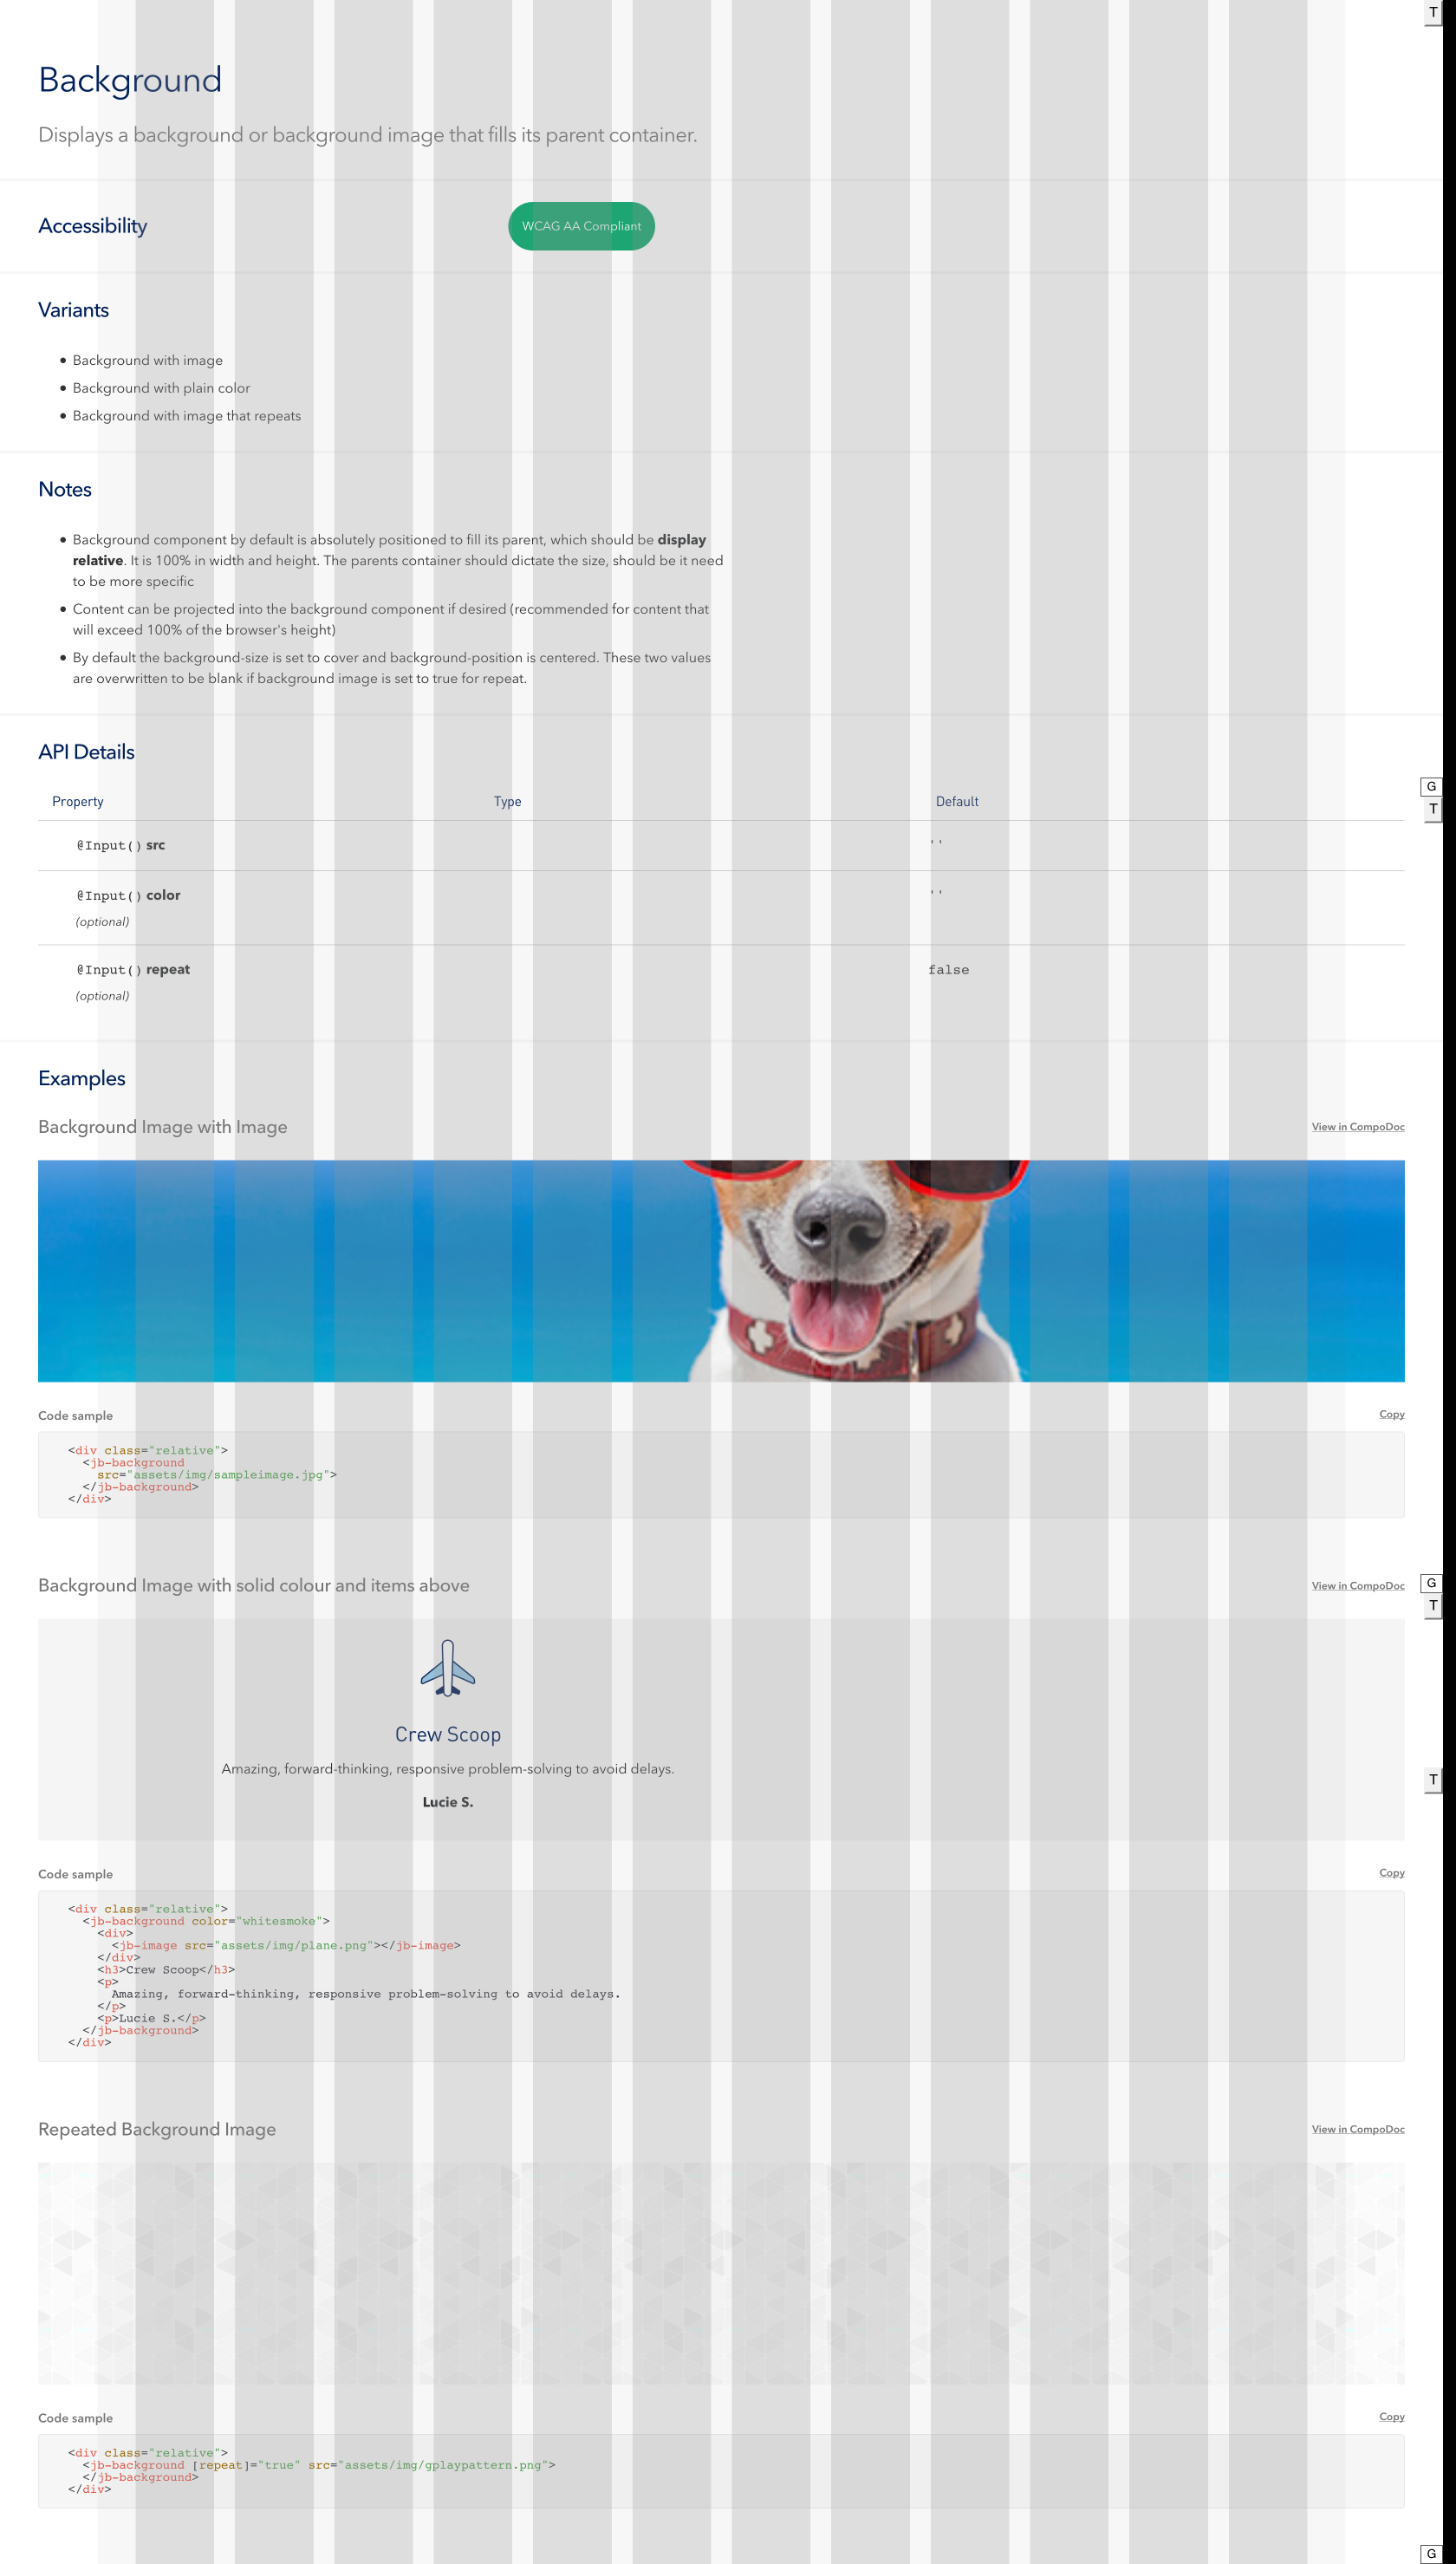 T
Background
Displays a background or background image that fills its parent container.
Accessibility
WCAG AA Compliant
Variants
• Background with image
• Background with plain color
• Background with image that repeats
Notes
• Background component by default is absolutely positioned to fill its parent, which should be display
relative. It is 100% in width and height. The parents container should dictate the size, should be it need
to be more specific
• Content can be projected into the background component if desired (recommended for content that
will exceed 100% of the browser's height)
• By default the background-size is set to cover and background-position is centered. These two values
are overwritten to be blank if background image is set to true for repeat.
API Details
G
Property Type Default
T
@Input() src ''
@Input() color ''
(optional)
@Input() repeat false
(optional)
Examples
Background Image with Image View in CompoDoc
Code sample Copy
<div class="relative">
<jb-background
src="assets/img/sampleimage.jpg">
</jb-background>
</div>
Background Image with solid colour and items above View in CompoDoc
G
T
Crew Scoop
Amazing, forward-thinking, responsive problem-solving to avoid delays.
T
Lucie S.
Code sample Copy
<div class="relative">
<jb-background color="whitesmoke">
<div>
<jb-image src="assets/img/plane.png"></jb-image>
</div>
<h3>Crew Scoop</h3>
<p>
Amazing, forward-thinking, responsive problem-solving to avoid delays.
</p>
<p>Lucie S.</p>
</jb-background>
</div>
Repeated Background Image View in CompoDoc
Code sample Copy
<div class="relative">
<jb-background [repeat]="true" src="assets/img/gplaypattern.png">
</jb-background>
</div>
G